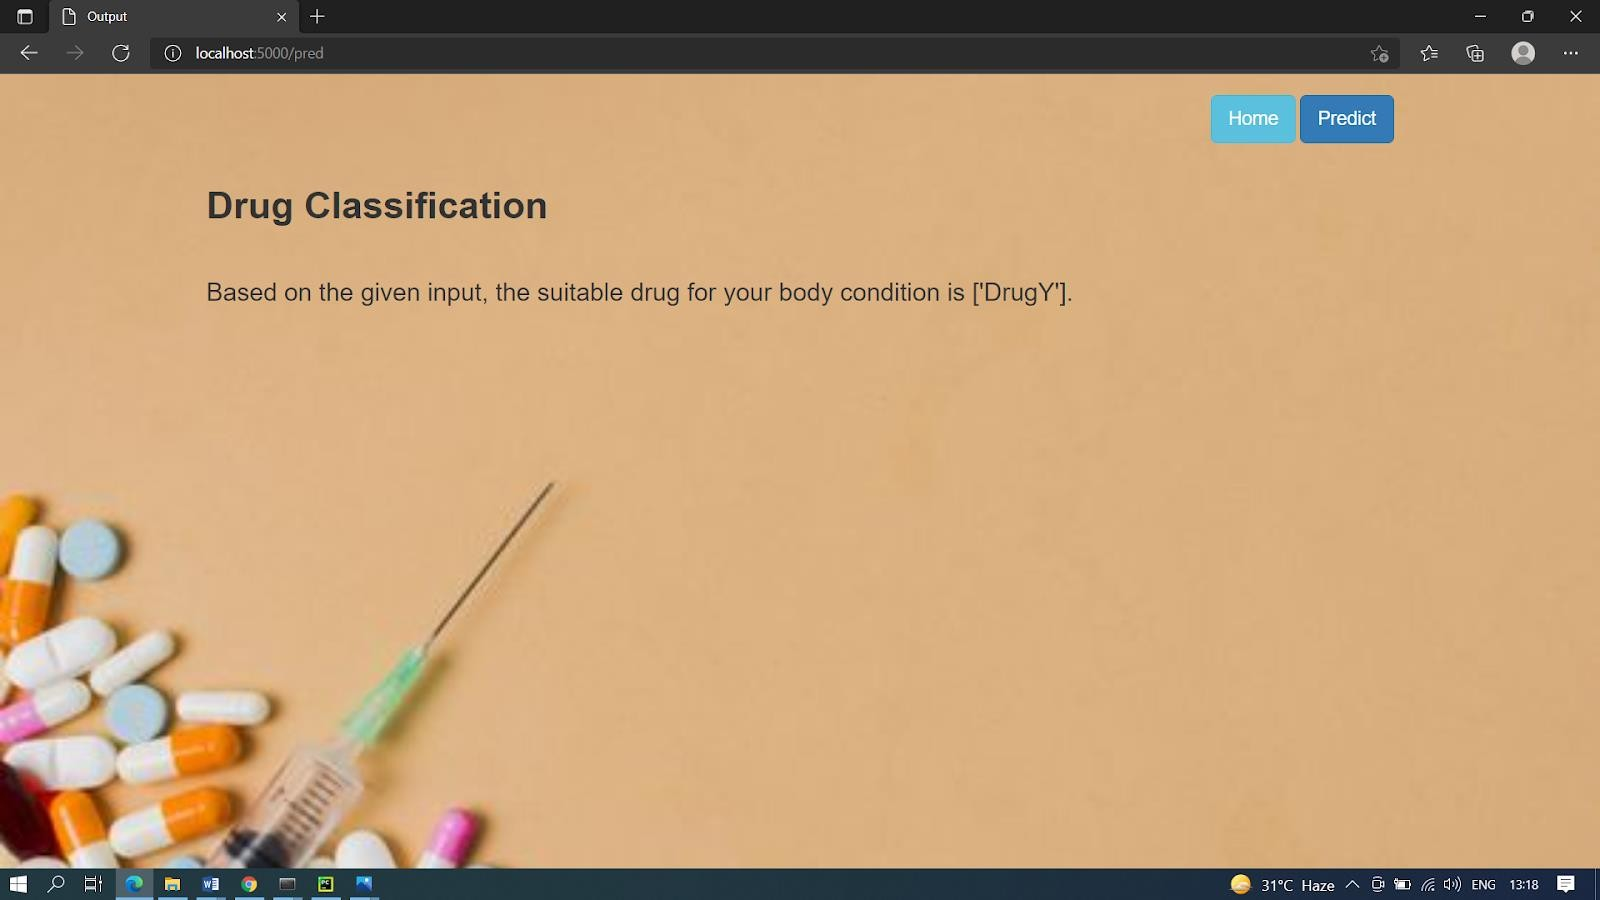 Output
localhost:5000/pred
Home Predict
Drug Classification
Based on the given input, the suitable drug for your body condition is ['DrugY'].
31°C Haze ENG 13:18